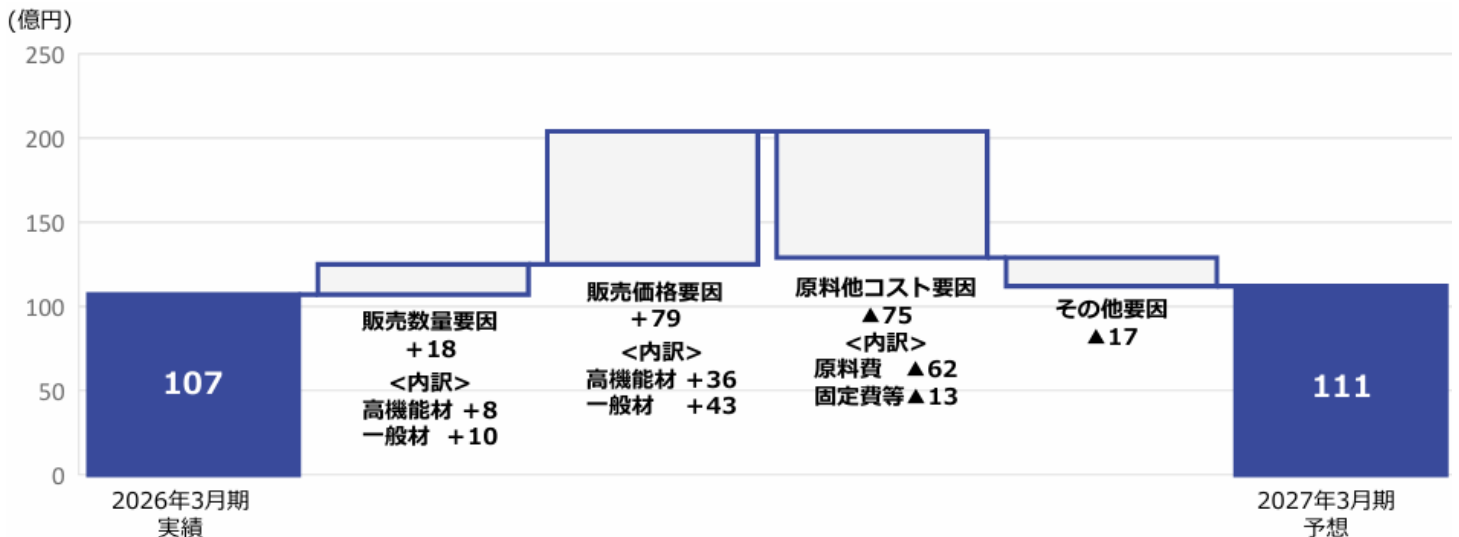 (億円)
250
200
150
100
50
0
107
販売数量要因
+18
<内訳>
高機能材 +8
一般材 +10
販売価格要因
+79
<内訳>
高機能材 +36
一般材 +43
原料他コスト要因
▲75
<内訳>
原料費 ▲62
固定費等▲13
その他要因
▲17
111
2026年3月期
実績
2027年3月期
予想